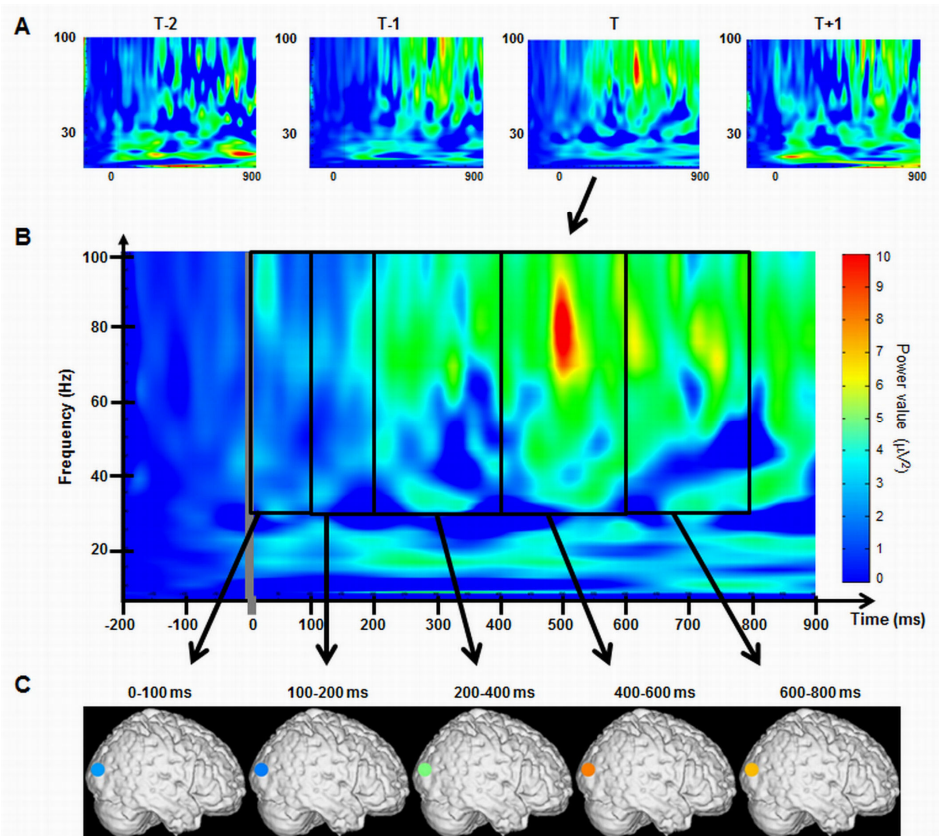 A
T-2 T-1 T T+1
100 100 100 100
30 30 30 30
0 900 0 900 0 900 0 900
B
100
80
60
40
20
Frequency (Hz)
-200 -100 0 100 200 300 400 500 600 700 800 900
Time (ms)
10
9
8
7
6
5
4
3
2
1
0
Power value (µV²)
C
0-100 ms 100-200 ms 200-400 ms 400-600 ms 600-800 ms